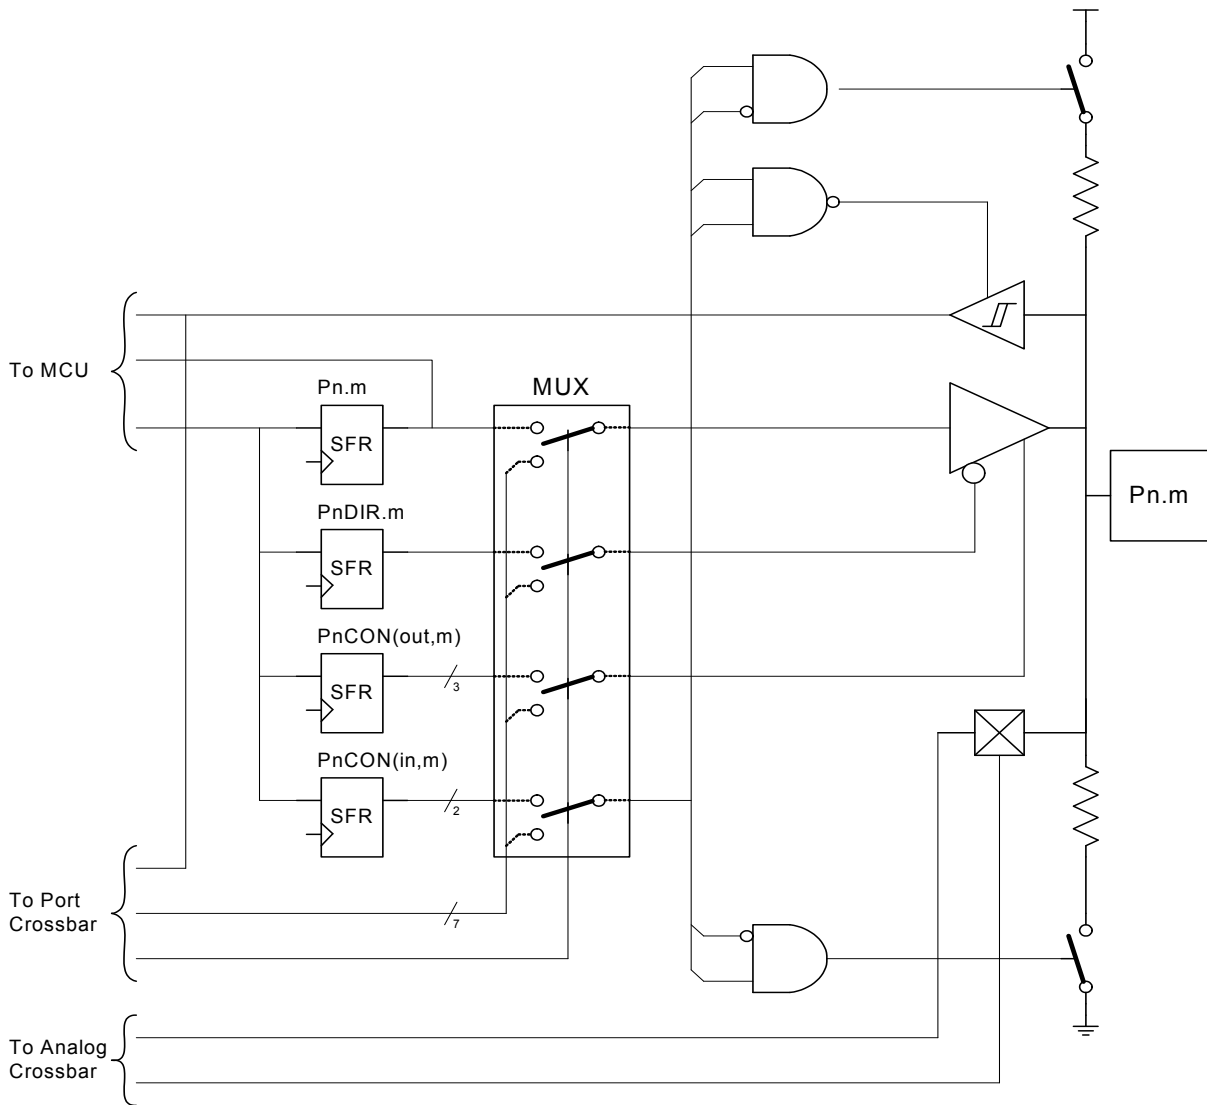 To MCU
Pn.m
MUX
SFR
Pn.m
PnDIR.m
SFR
PnCON(out,m)
SFR
3
PnCON(in,m)
SFR
2
To Port
Crossbar
7
To Analog
Crossbar